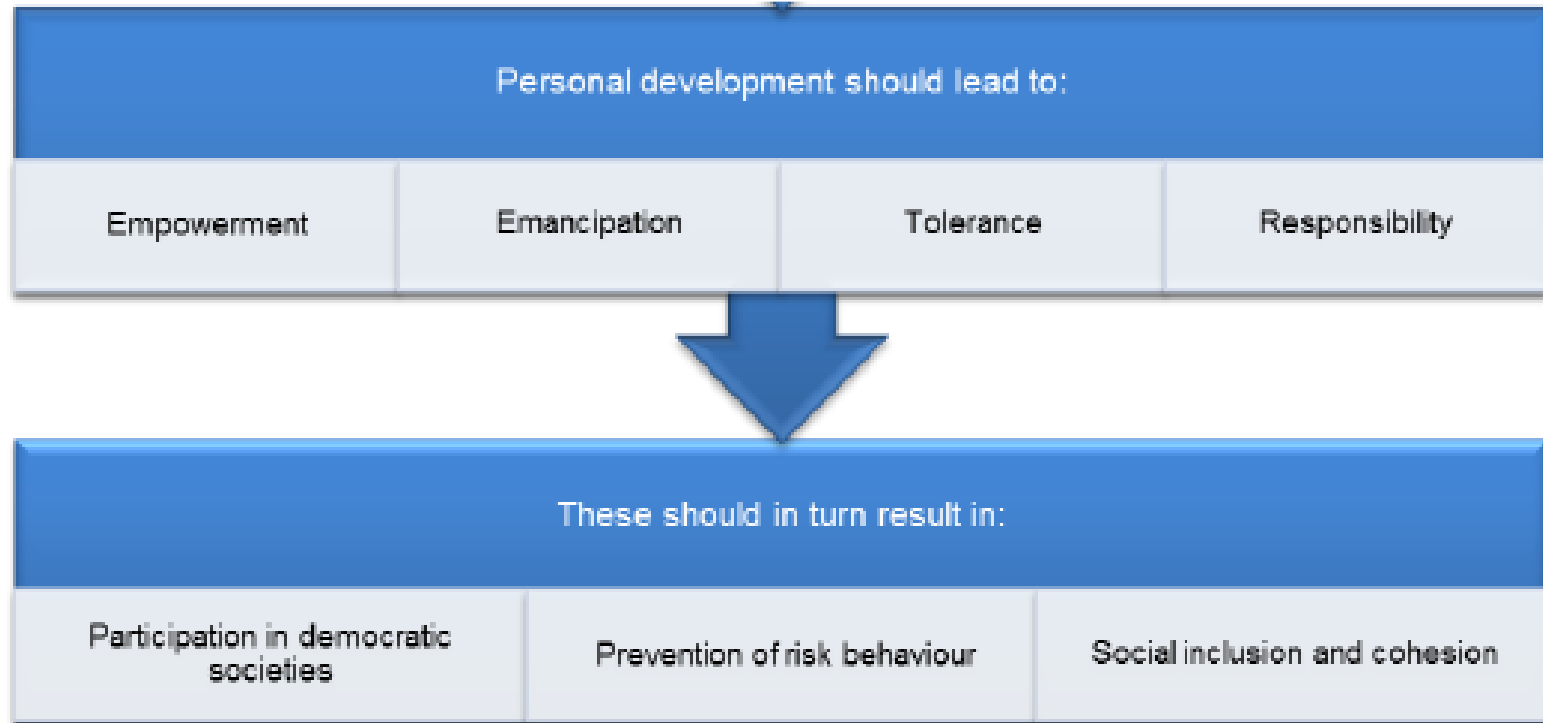 Personal development should lead to:
Empowerment
Emancipation
Tolerance
Responsibility
These should in turn result in:
Participation in democratic
societies
Prevention of risk behaviour
Social inclusion and cohesion